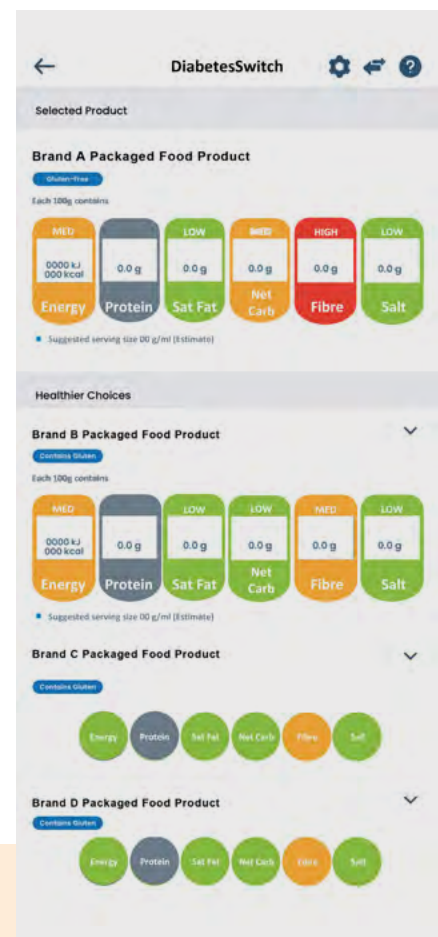 DiabetesSwitch
Selected Product
Brand A Packaged Food Product
Gluten-free
Each 100g contains
MED LOW MED HIGH LOW
0000 kJ
000 kcal 0.0 g 0.0 g 0.0 g 0.0 g 0.0 g
Energy Protein Sat Fat Net Carb Fibre Salt
Suggested serving size 00 g/ml (Estimate)
Healthier Choices
Brand B Packaged Food Product
Contains Gluten
Each 100g contains
MED LOW LOW MED LOW
0000 kJ
000 kcal 0.0 g 0.0 g 0.0 g 0.0 g 0.0 g
Energy Protein Sat Fat Net Carb Fibre Salt
Suggested serving size 00 g/ml (Estimate)
Brand C Packaged Food Product
Contains Gluten
Energy Protein Sat Fat Net Carb Fibre Salt
Brand D Packaged Food Product
Contains Gluten
Energy Protein Sat Fat Net Carb Fibre Salt